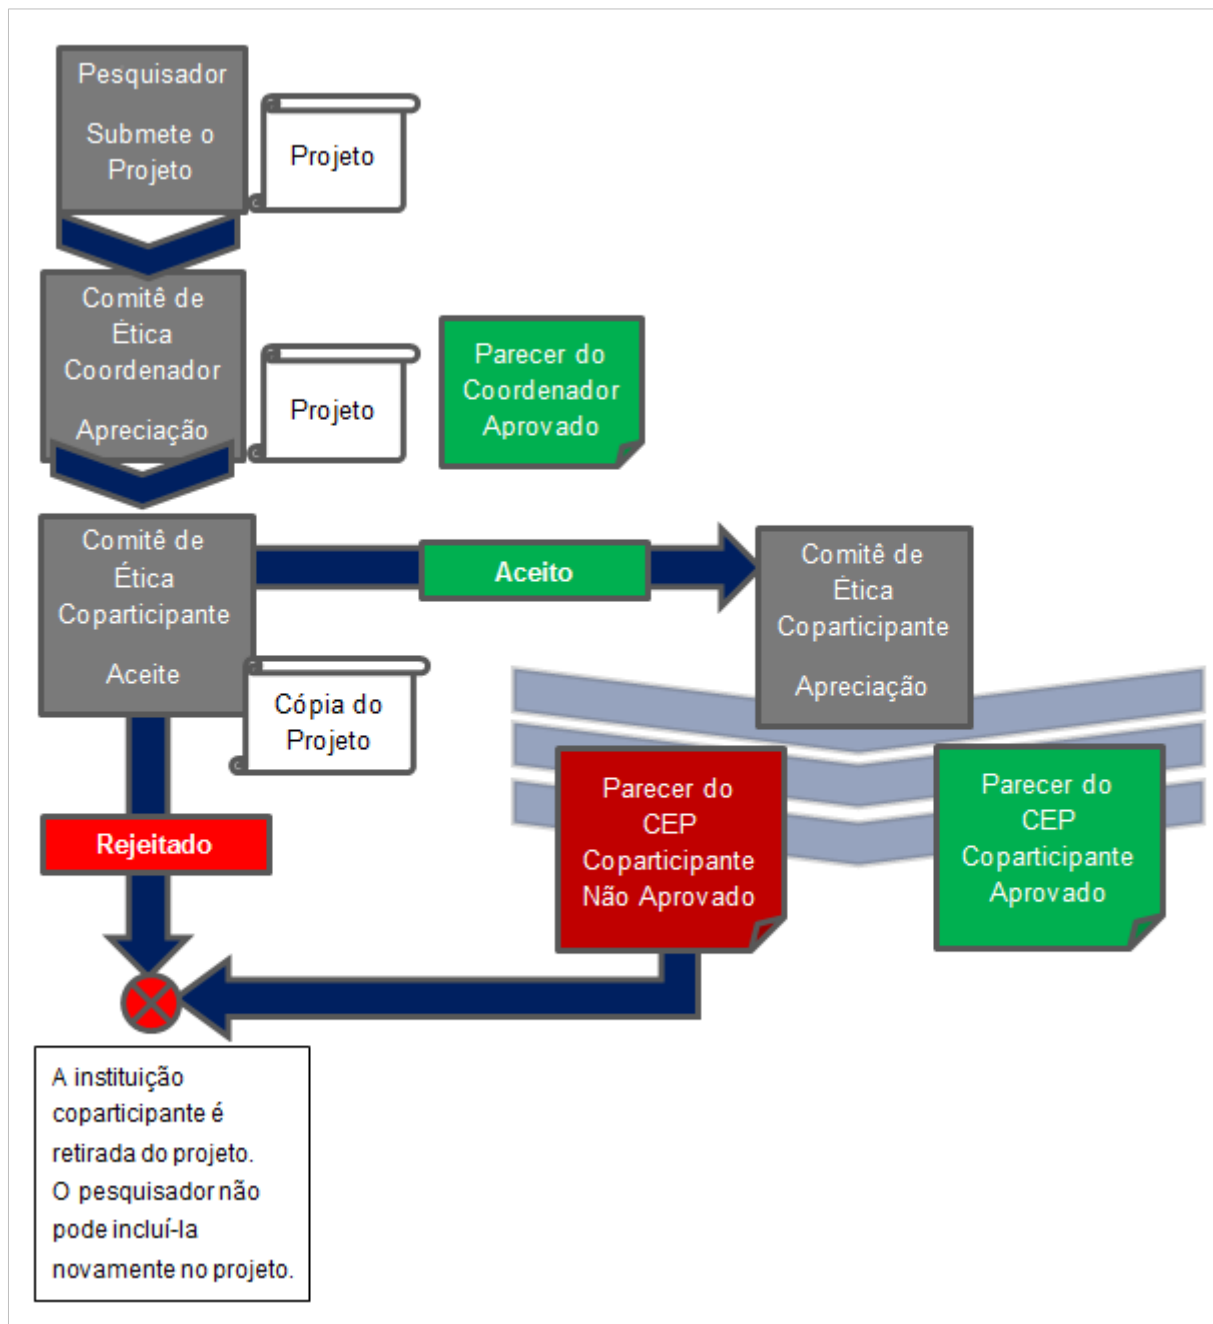 Pesquisador
Submete o
Projeto
Projeto
Comitê de
Ética
Coordenador
Apreciação
Projeto
Parecer do
Coordenador
Aprovado
Comitê de
Ética
Coparticipante
Aceite
Cópia do
Projeto
Aceito
Comitê de
Ética
Coparticipante
Apreciação
Rejeitado
Parecer do
CEP
Coparticipante
Não Aprovado
Parecer do
CEP
Coparticipante
Aprovado
A instituição
coparticipante é
retirada do projeto.
O pesquisador não
pode incluí-la
novamente no projeto.